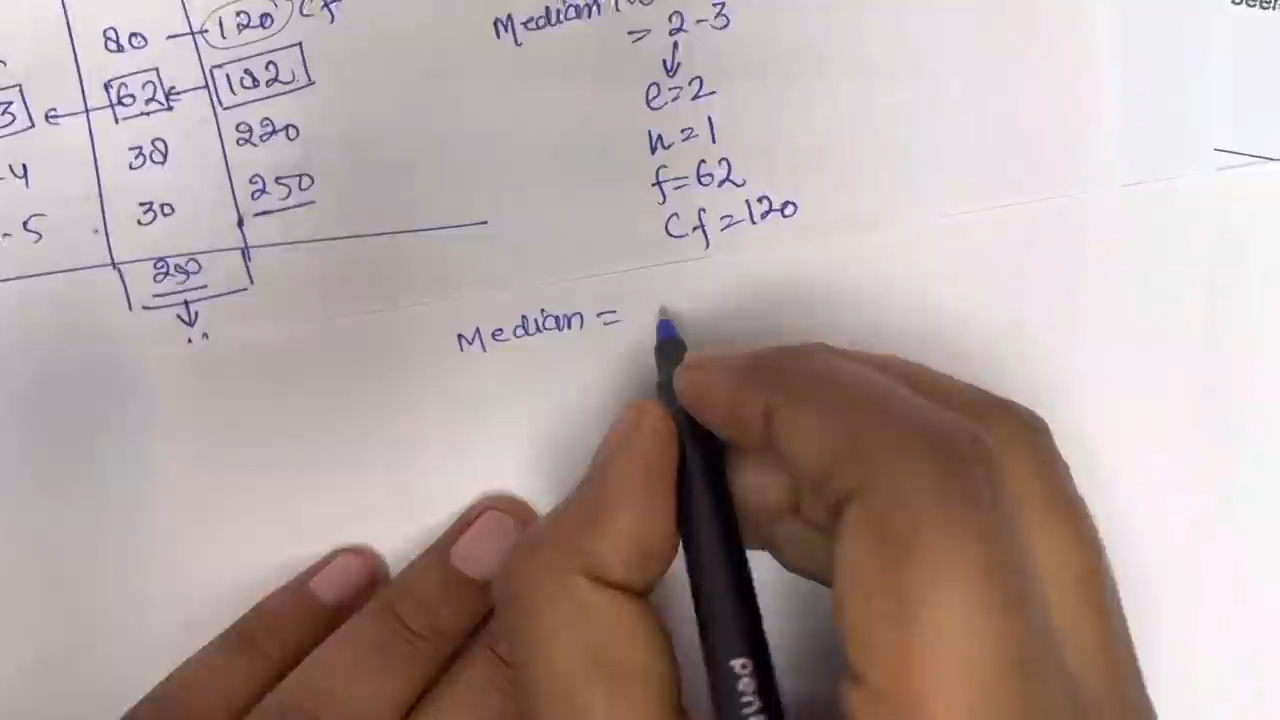 80 120 Cf
3 62 182
-4 38 220
-5 30 250
250
Median
= 2-3
l=2
h=1
f=62
Cf=120
Median =
pent